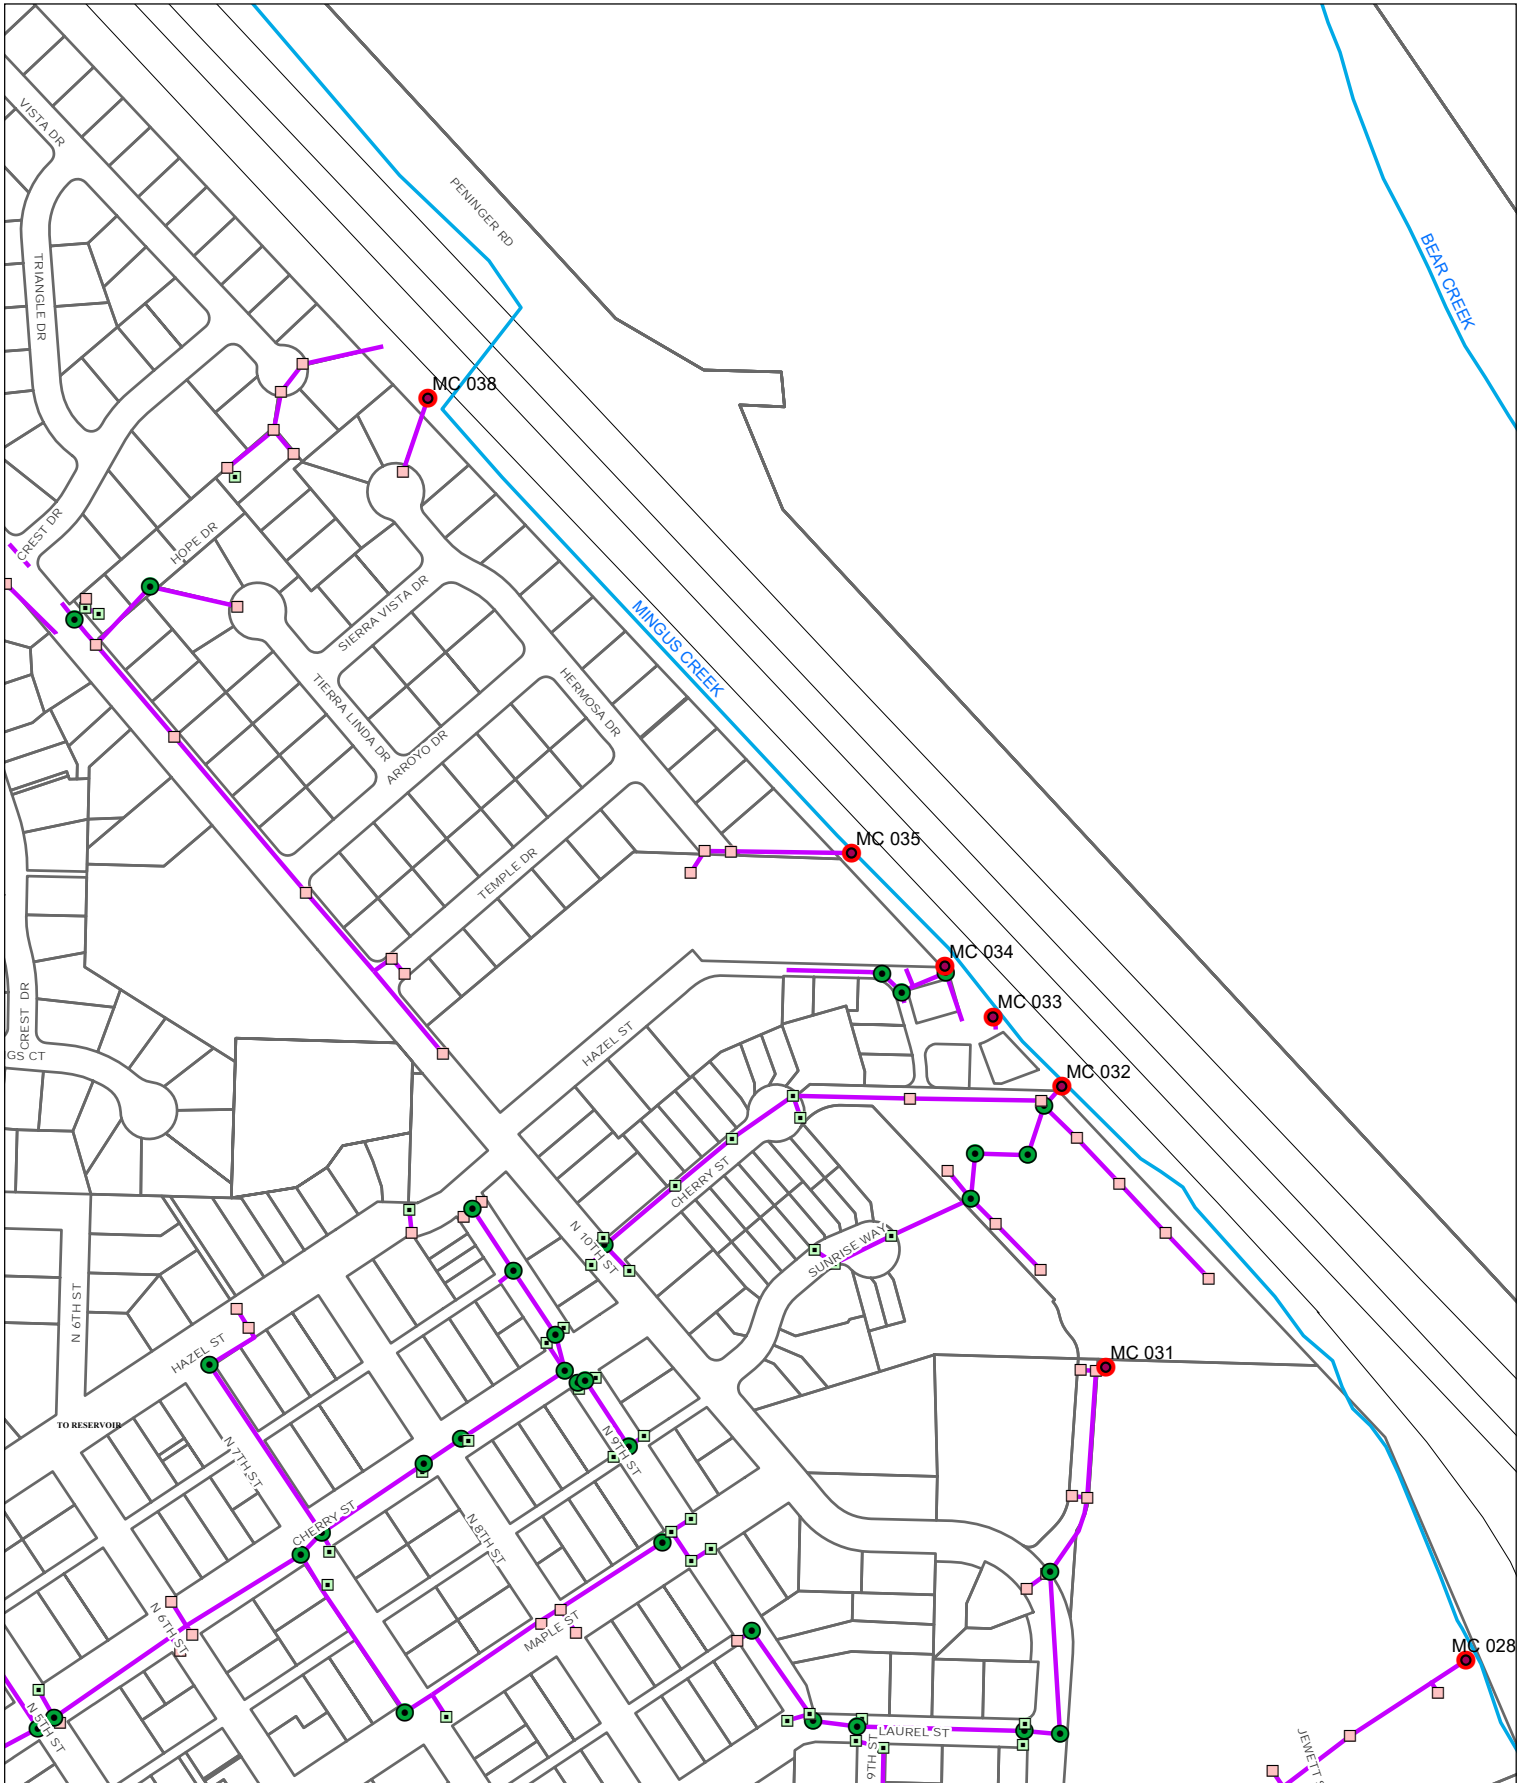 VISTA DR
PENINGER RD
BEAR CREEK
TRIANGLE DR
MC 038
CREST DR
HOPE DR
SIERRA VISTA DR
MINGUS CREEK
TIERRA LINDA DR
HERMOSA DR
ARROYO DR
MC 035
TEMPLE DR
MC 034
CREST DR
MC 033
HAZEL ST
GS CT
MC 032
CHERRY ST
N 10TH ST
SUNRISE WAY
N 6TH ST
HAZEL ST
MC 031
TO RESERVOIR
N 7TH ST
N 9TH ST
CHERRY ST
N 8TH ST
N 6TH ST
MAPLE ST
MC 028
N 5TH ST
LAUREL ST
9TH ST
JEWETT S